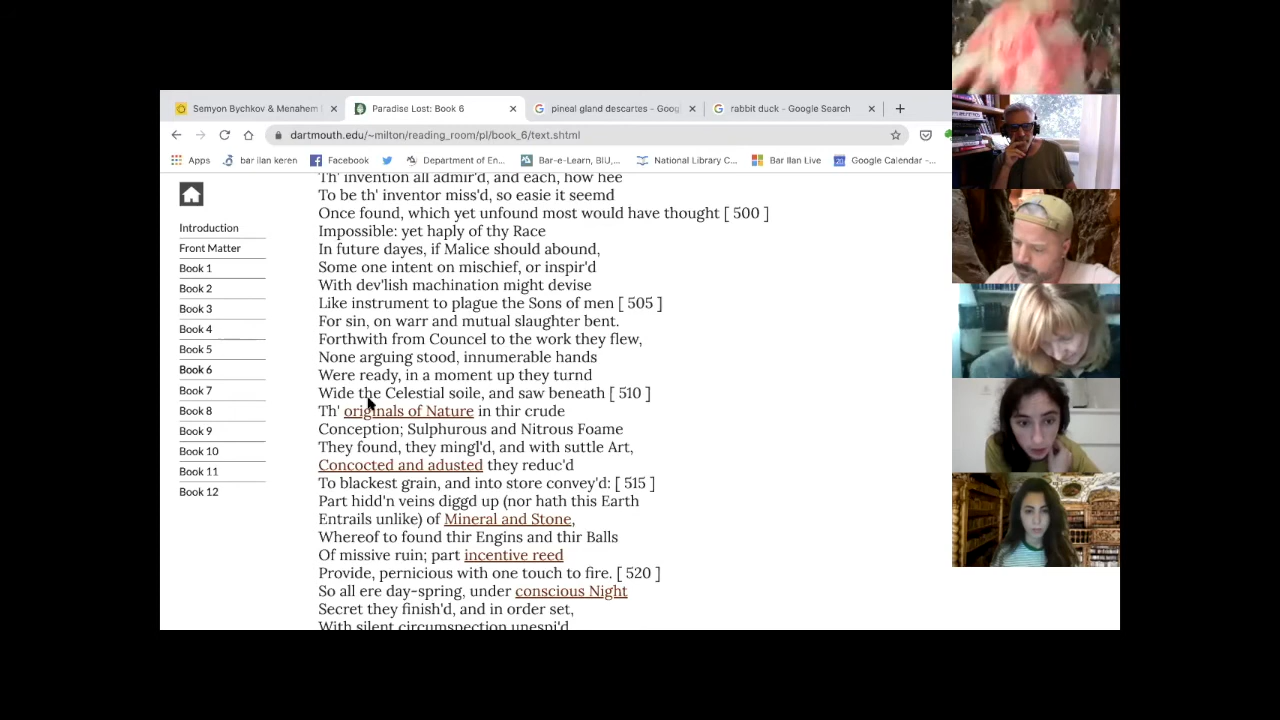 Semyon Bychkov & Menahem
Paradise Lost: Book 6
pineal gland descartes – Goog
rabbit duck - Google Search
dartmouth.edu/~milton/reading_room/pl/book_6/text.shtml
Apps
bar ilan keren
Facebook
Department of En...
Bar-e-Learn, BIU,...
National Library C...
Bar Ilan Live
Google Calendar -...
Introduction
Front Matter
Book 1
Book 2
Book 3
Book 4
Book 5
Book 6
Book 7
Book 8
Book 9
Book 10
Book 11
Book 12
Th' invention all admir'd, and each, how hee
To be th' inventor miss'd, so easie it seemd
Once found, which yet unfound most would have thought [ 500 ]
Impossible: yet haply of thy Race
In future dayes, if Malice should abound,
Some one intent on mischief, or inspir'd
With dev'lish machination might devise
Like instrument to plague the Sons of men [ 505 ]
For sin, on warr and mutual slaughter bent.
Forthwith from Councel to the work they flew,
None arguing stood, innumerable hands
Were ready, in a moment up they turnd
Wide the Celestial soile, and saw beneath [ 510 ]
Th' originals of Nature in thir crude
Conception; Sulphurous and Nitrous Foame
They found, they mingl'd, and with suttle Art,
Concocted and adusted they reduc'd
To blackest grain, and into store convey'd: [ 515 ]
Part hidd'n veins diggd up (nor hath this Earth
Entrails unlike) of Mineral and Stone,
Whereof to found thir Engins and thir Balls
Of missive ruin; part incentive reed
Provide, pernicious with one touch to fire. [ 520 ]
So all ere day-spring, under conscious Night
Secret they finish'd, and in order set,
With silent circumspection unespi'd.